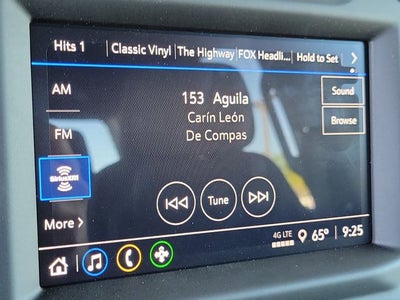 Hits 1 Classic Vinyl The Highway FOX Headli... Hold to Set
AM
153 Aguila
Sound
Carín León
FM
De Compas
Browse
SiriusXM
Tune
More
4G LTE
65° 9:25